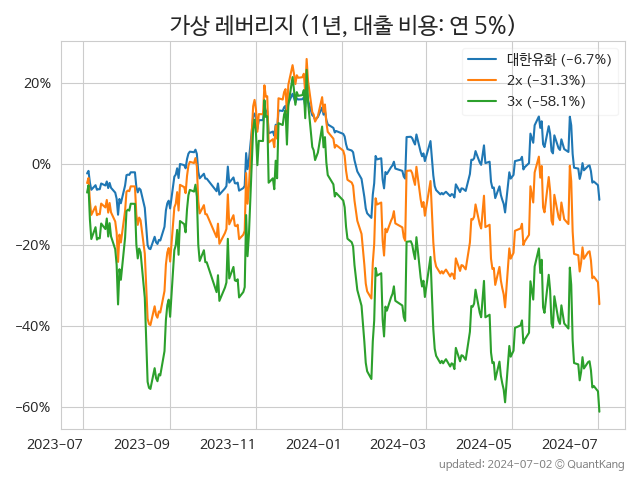 가상 레버리지 (1년, 대출 비용: 연 5%)
대한유화 (−6.7%)
2x (−31.3%)
3x (−58.1%)
20%
0%
−20%
−40%
−60%
2023-07
2023-09
2023-11
2024-01
2024-03
2024-05
2024-07
updated: 2024-07-02 © QuantKang